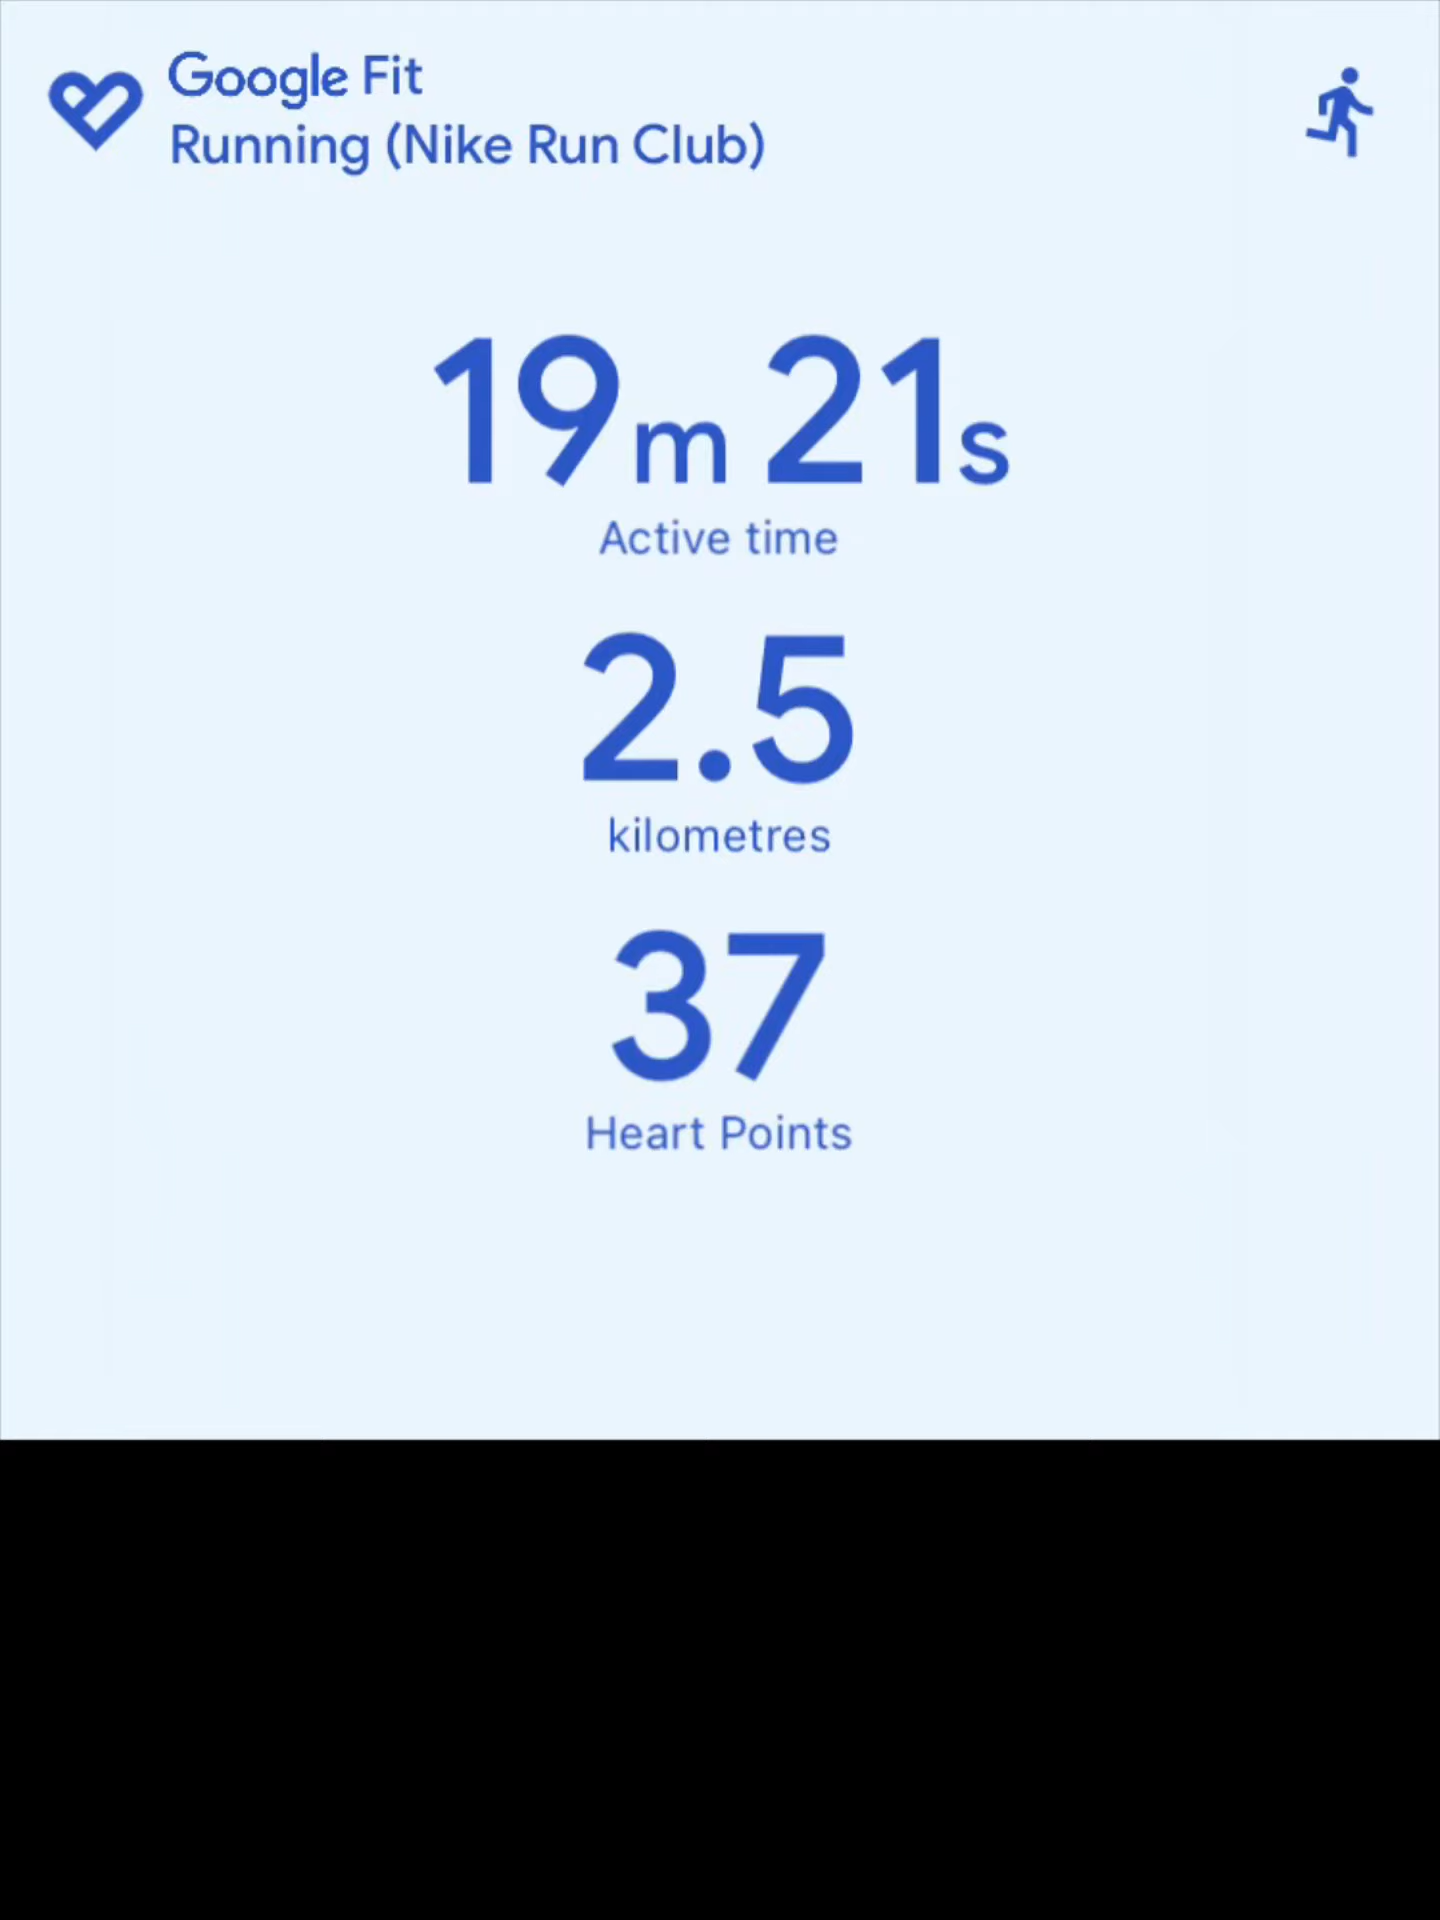 Google Fit
Running (Nike Run Club)
19m 21s
Active time
2.5
kilometres
37
Heart Points